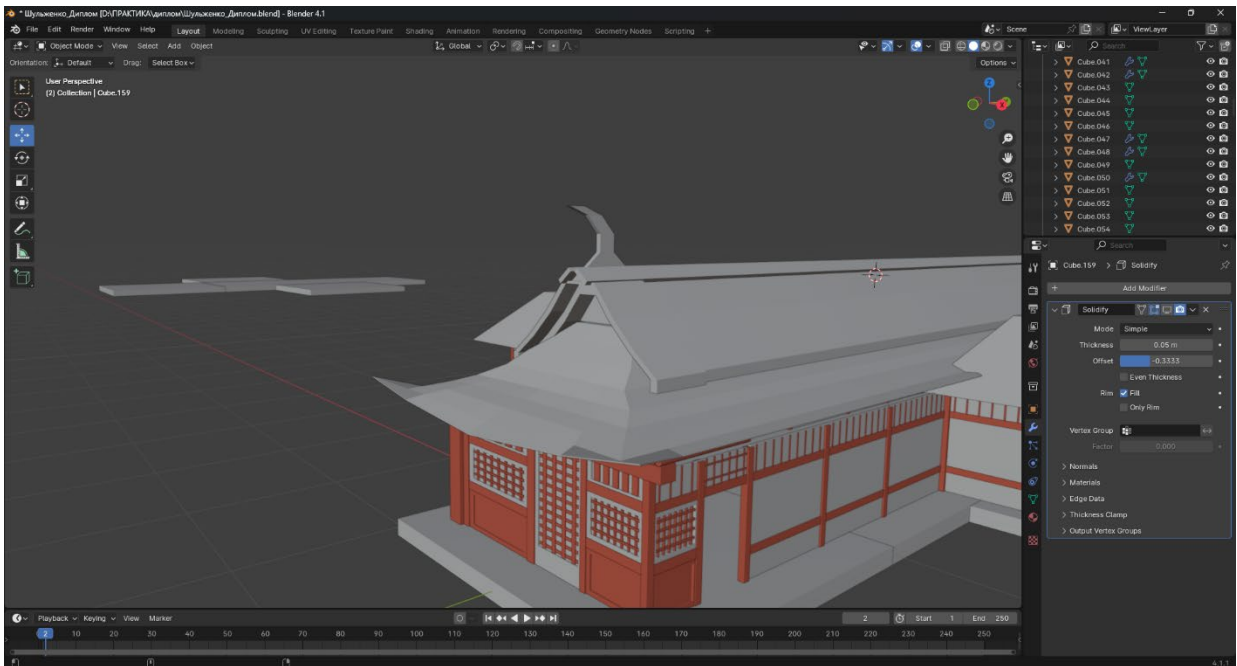 * Шульженко_Диплом [D:\ПРАКТИКА\диплом\Шульженко_Диплом.blend] - Blender 4.1
File Edit Render Window Help Layout Modeling Sculpting UV Editing Texture Paint Shading Animation Rendering Compositing Geometry Nodes Scripting + Scene ViewLayer
Object Mode View Select Add Object Global Search
Orientation: Default Drag: Select Box Options
User Perspective
(2) Collection | Cube.159
X
Z
Cube.041
Cube.042
Cube.043
Cube.044
Cube.045
Cube.046
Cube.047
Cube.048
Cube.049
Cube.050
Cube.051
Cube.052
Cube.053
Cube.054
Search
Cube.159 > Solidify
+ Add Modifier
Solidify
Mode Simple
Thickness 0.05 m
Offset -0.3333
Even Thickness
Rim Fill
Only Rim
Vertex Group
Factor 0.000
> Normals
> Materials
> Edge Data
> Thickness Clamp
> Output Vertex Groups
Playback Keying View Marker 2 Start 1 End 250
2 10 20 30 40 50 60 70 80 90 100 110 120 130 140 150 160 170 180 190 200 210 220 230 240 250
4.1.1